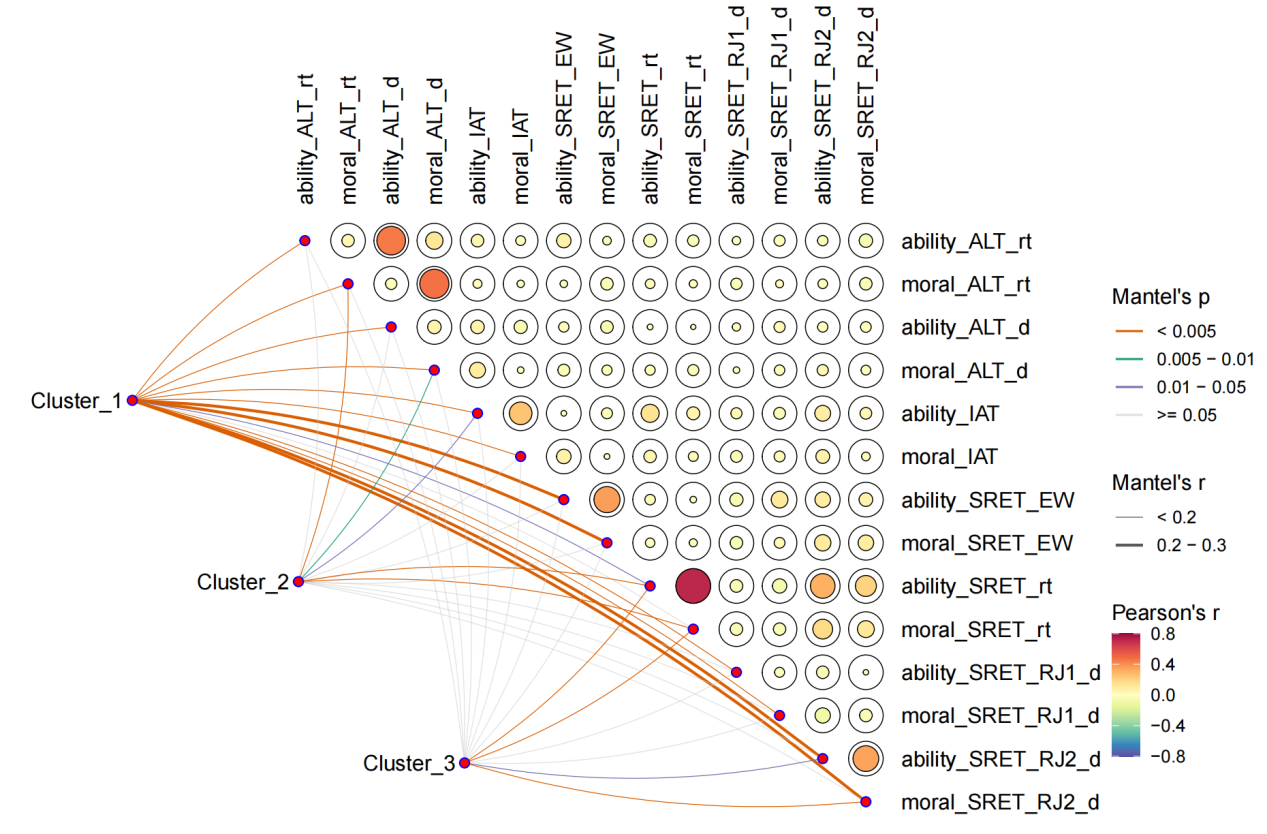 ability_ALT_rt
moral_ALT_rt
ability_ALT_d
moral_ALT_d
ability_IAT
moral_IAT
ability_SRET_EW
moral_SRET_EW
ability_SRET_rt
moral_SRET_rt
ability_SRET_RJ1_d
moral_SRET_RJ1_d
ability_SRET_RJ2_d
moral_SRET_RJ2_d
ability_ALT_rt
moral_ALT_rt
ability_ALT_d
moral_ALT_d
ability_IAT
moral_IAT
ability_SRET_EW
moral_SRET_EW
ability_SRET_rt
moral_SRET_rt
ability_SRET_RJ1_d
moral_SRET_RJ1_d
ability_SRET_RJ2_d
moral_SRET_RJ2_d
Cluster_1
Cluster_2
Cluster_3
Mantel's p
< 0.005
0.005 − 0.01
0.01 − 0.05
>= 0.05
Mantel's r
< 0.2
0.2 − 0.3
Pearson's r
0.8
0.4
0.0
−0.4
−0.8